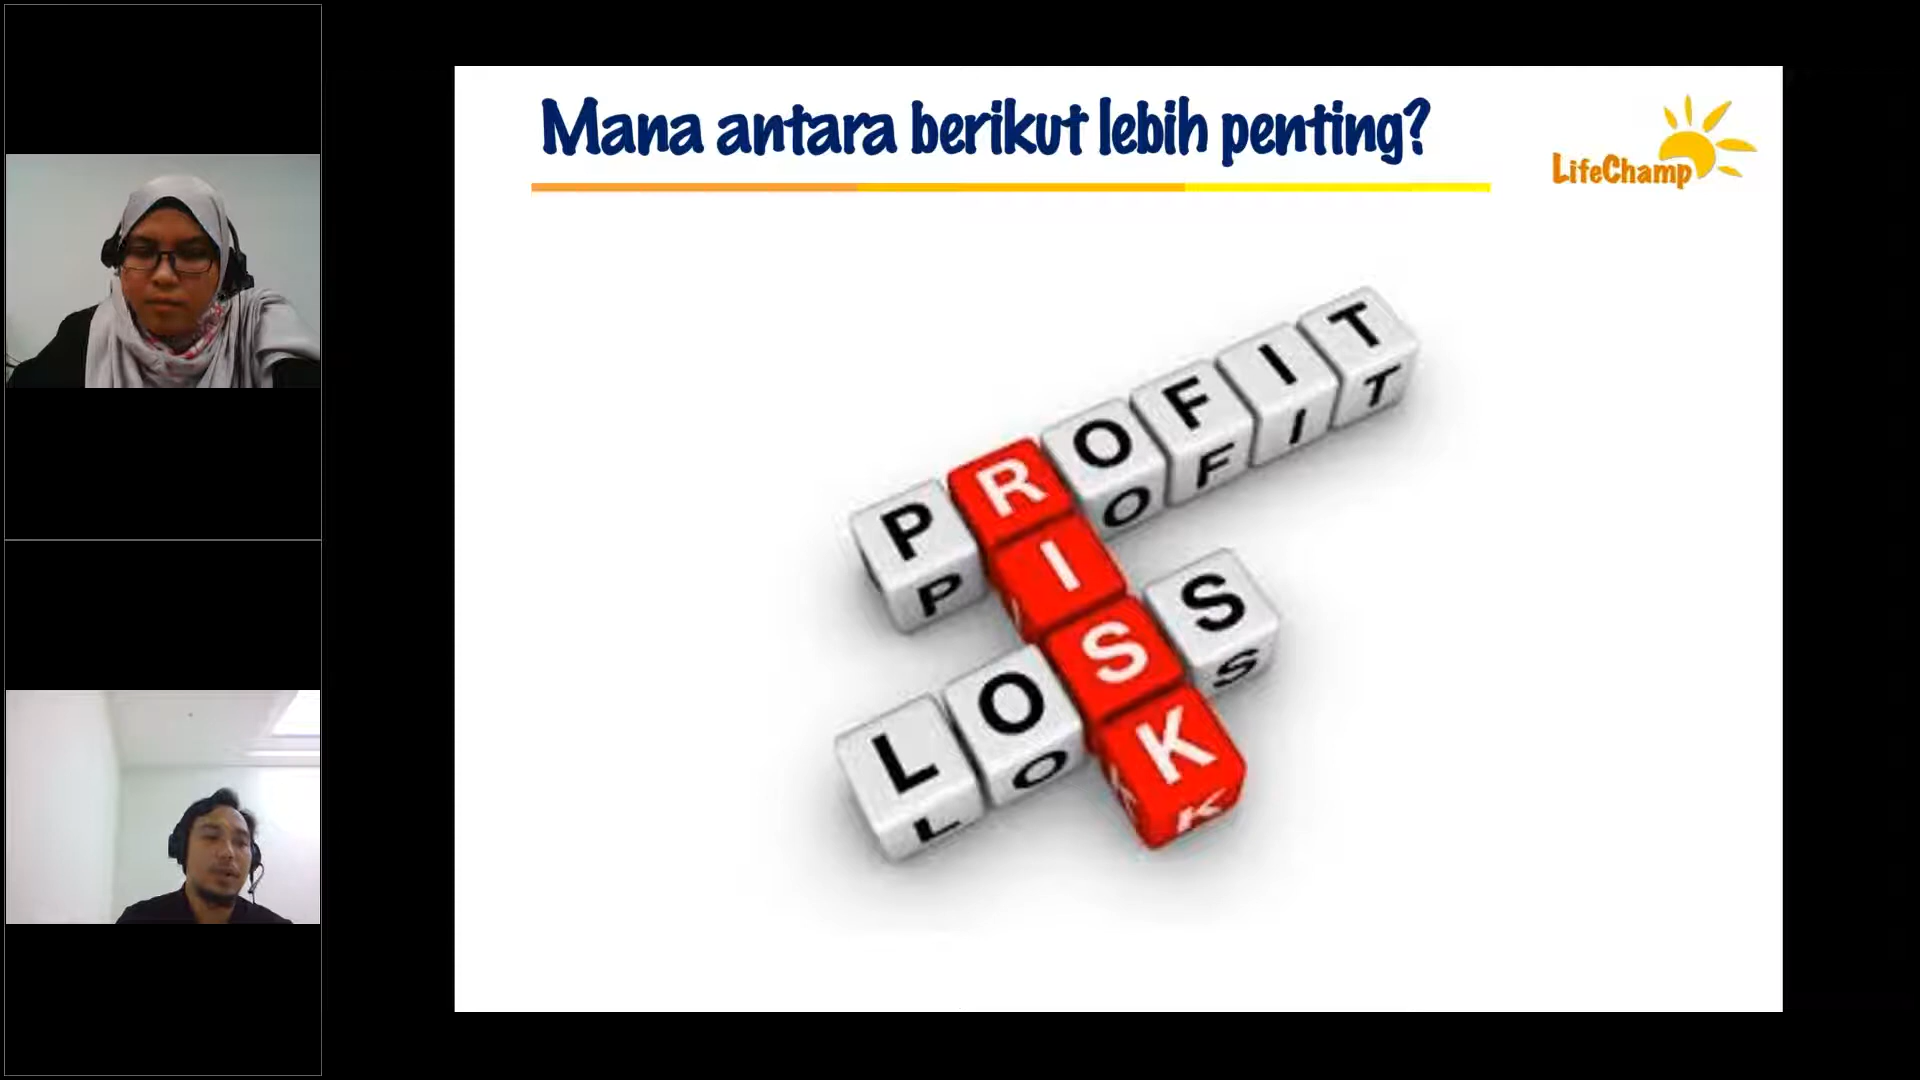 Mana antara berikut lebih penting?
LifeChamp
PROFIT
RISK
LOSS